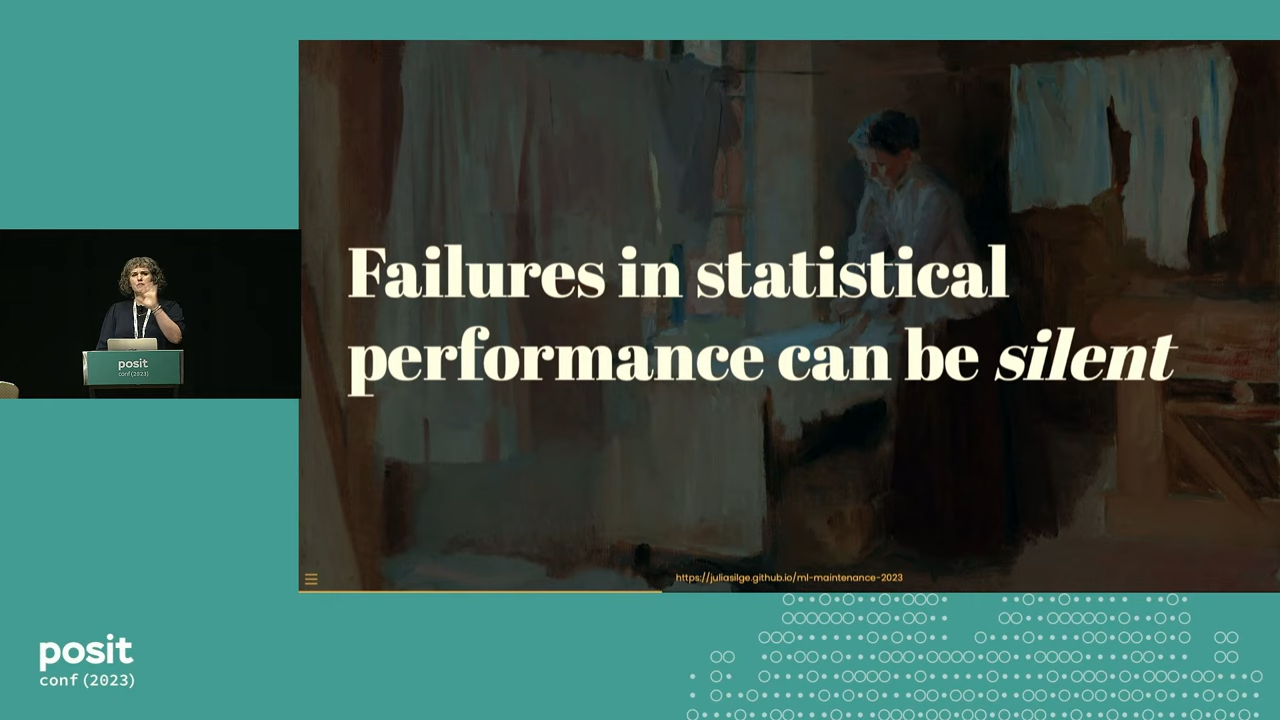 Failures in statistical
performance can be silent
https://juliasilge.github.io/ml-maintenance-2023
posit
conf(2023)
posit
conf(2023)